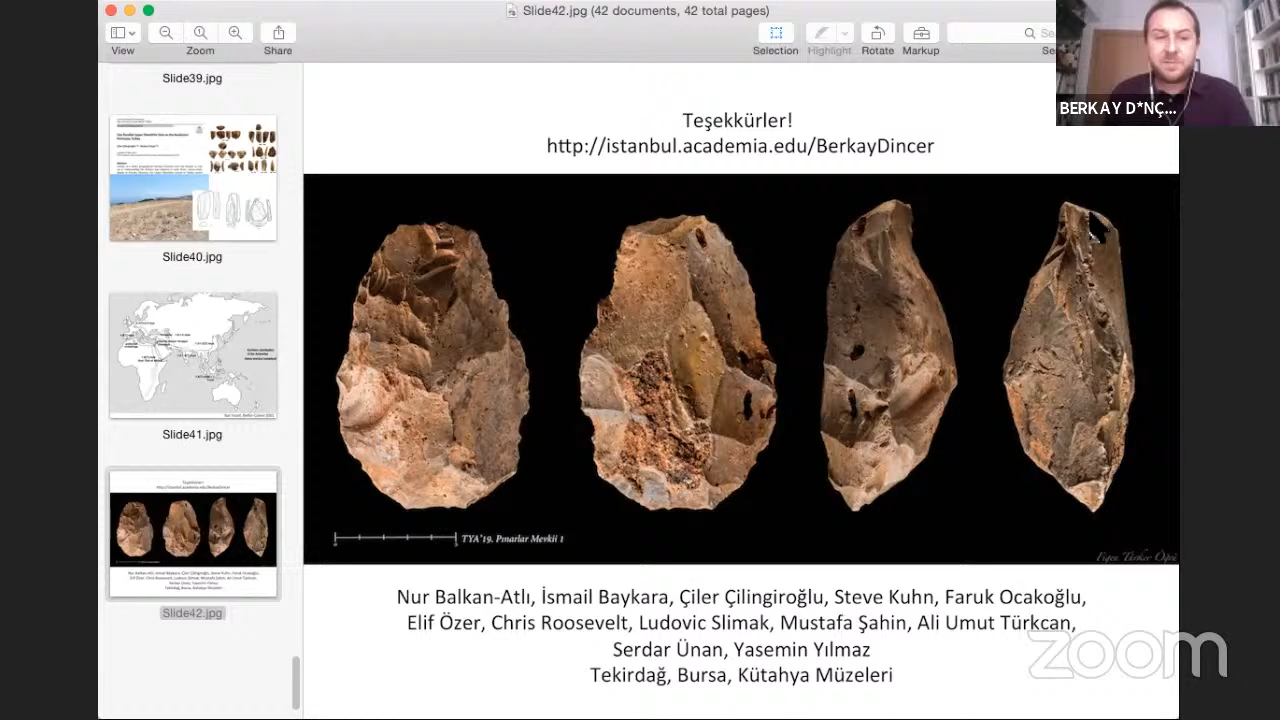 Slide42.jpg (42 documents, 42 total pages)
View
Zoom
Share
Selection
Highlight
Rotate
Markup
BERKAY D*NÇ...
Slide39.jpg
Slide40.jpg
Slide41.jpg
Slide42.jpg
Teşekkürler!
http://istanbul.academia.edu/BerkayDincer
TYA'19. Pınarlar Mevkii 1
Nur Balkan-Atlı, İsmail Baykara, Çiler Çilingiroğlu, Steve Kuhn, Faruk Ocakoğlu,
Elif Özer, Chris Roosevelt, Ludovic Slimak, Mustafa Şahin, Ali Umut Türkcan,
Serdar Ünan, Yasemin Yılmaz
Tekirdağ, Bursa, Kütahya Müzeleri
zoom